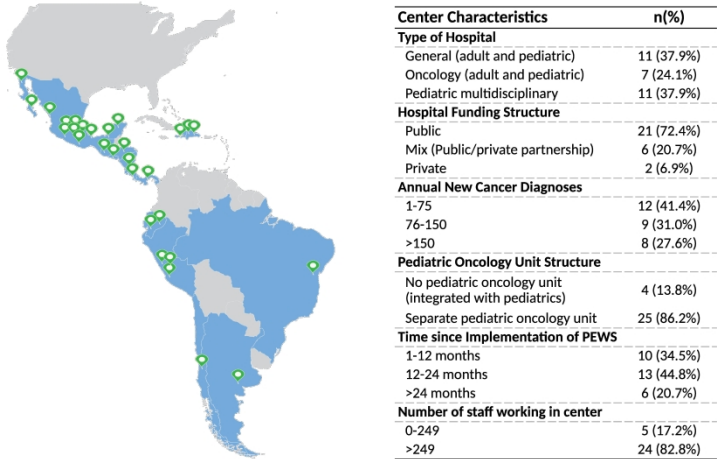 Center Characteristics n(%)
Type of Hospital
General (adult and pediatric) 11 (37.9%)
Oncology (adult and pediatric) 7 (24.1%)
Pediatric multidisciplinary 11 (37.9%)
Hospital Funding Structure
Public 21 (72.4%)
Mix (Public/private partnership) 6 (20.7%)
Private 2 (6.9%)
Annual New Cancer Diagnoses
1-75 12 (41.4%)
76-150 9 (31.0%)
>150 8 (27.6%)
Pediatric Oncology Unit Structure
No pediatric oncology unit
(integrated with pediatrics) 4 (13.8%)
Separate pediatric oncology unit 25 (86.2%)
Time since Implementation of PEWS
1-12 months 10 (34.5%)
12-24 months 13 (44.8%)
>24 months 6 (20.7%)
Number of staff working in center
0-249 5 (17.2%)
>249 24 (82.8%)